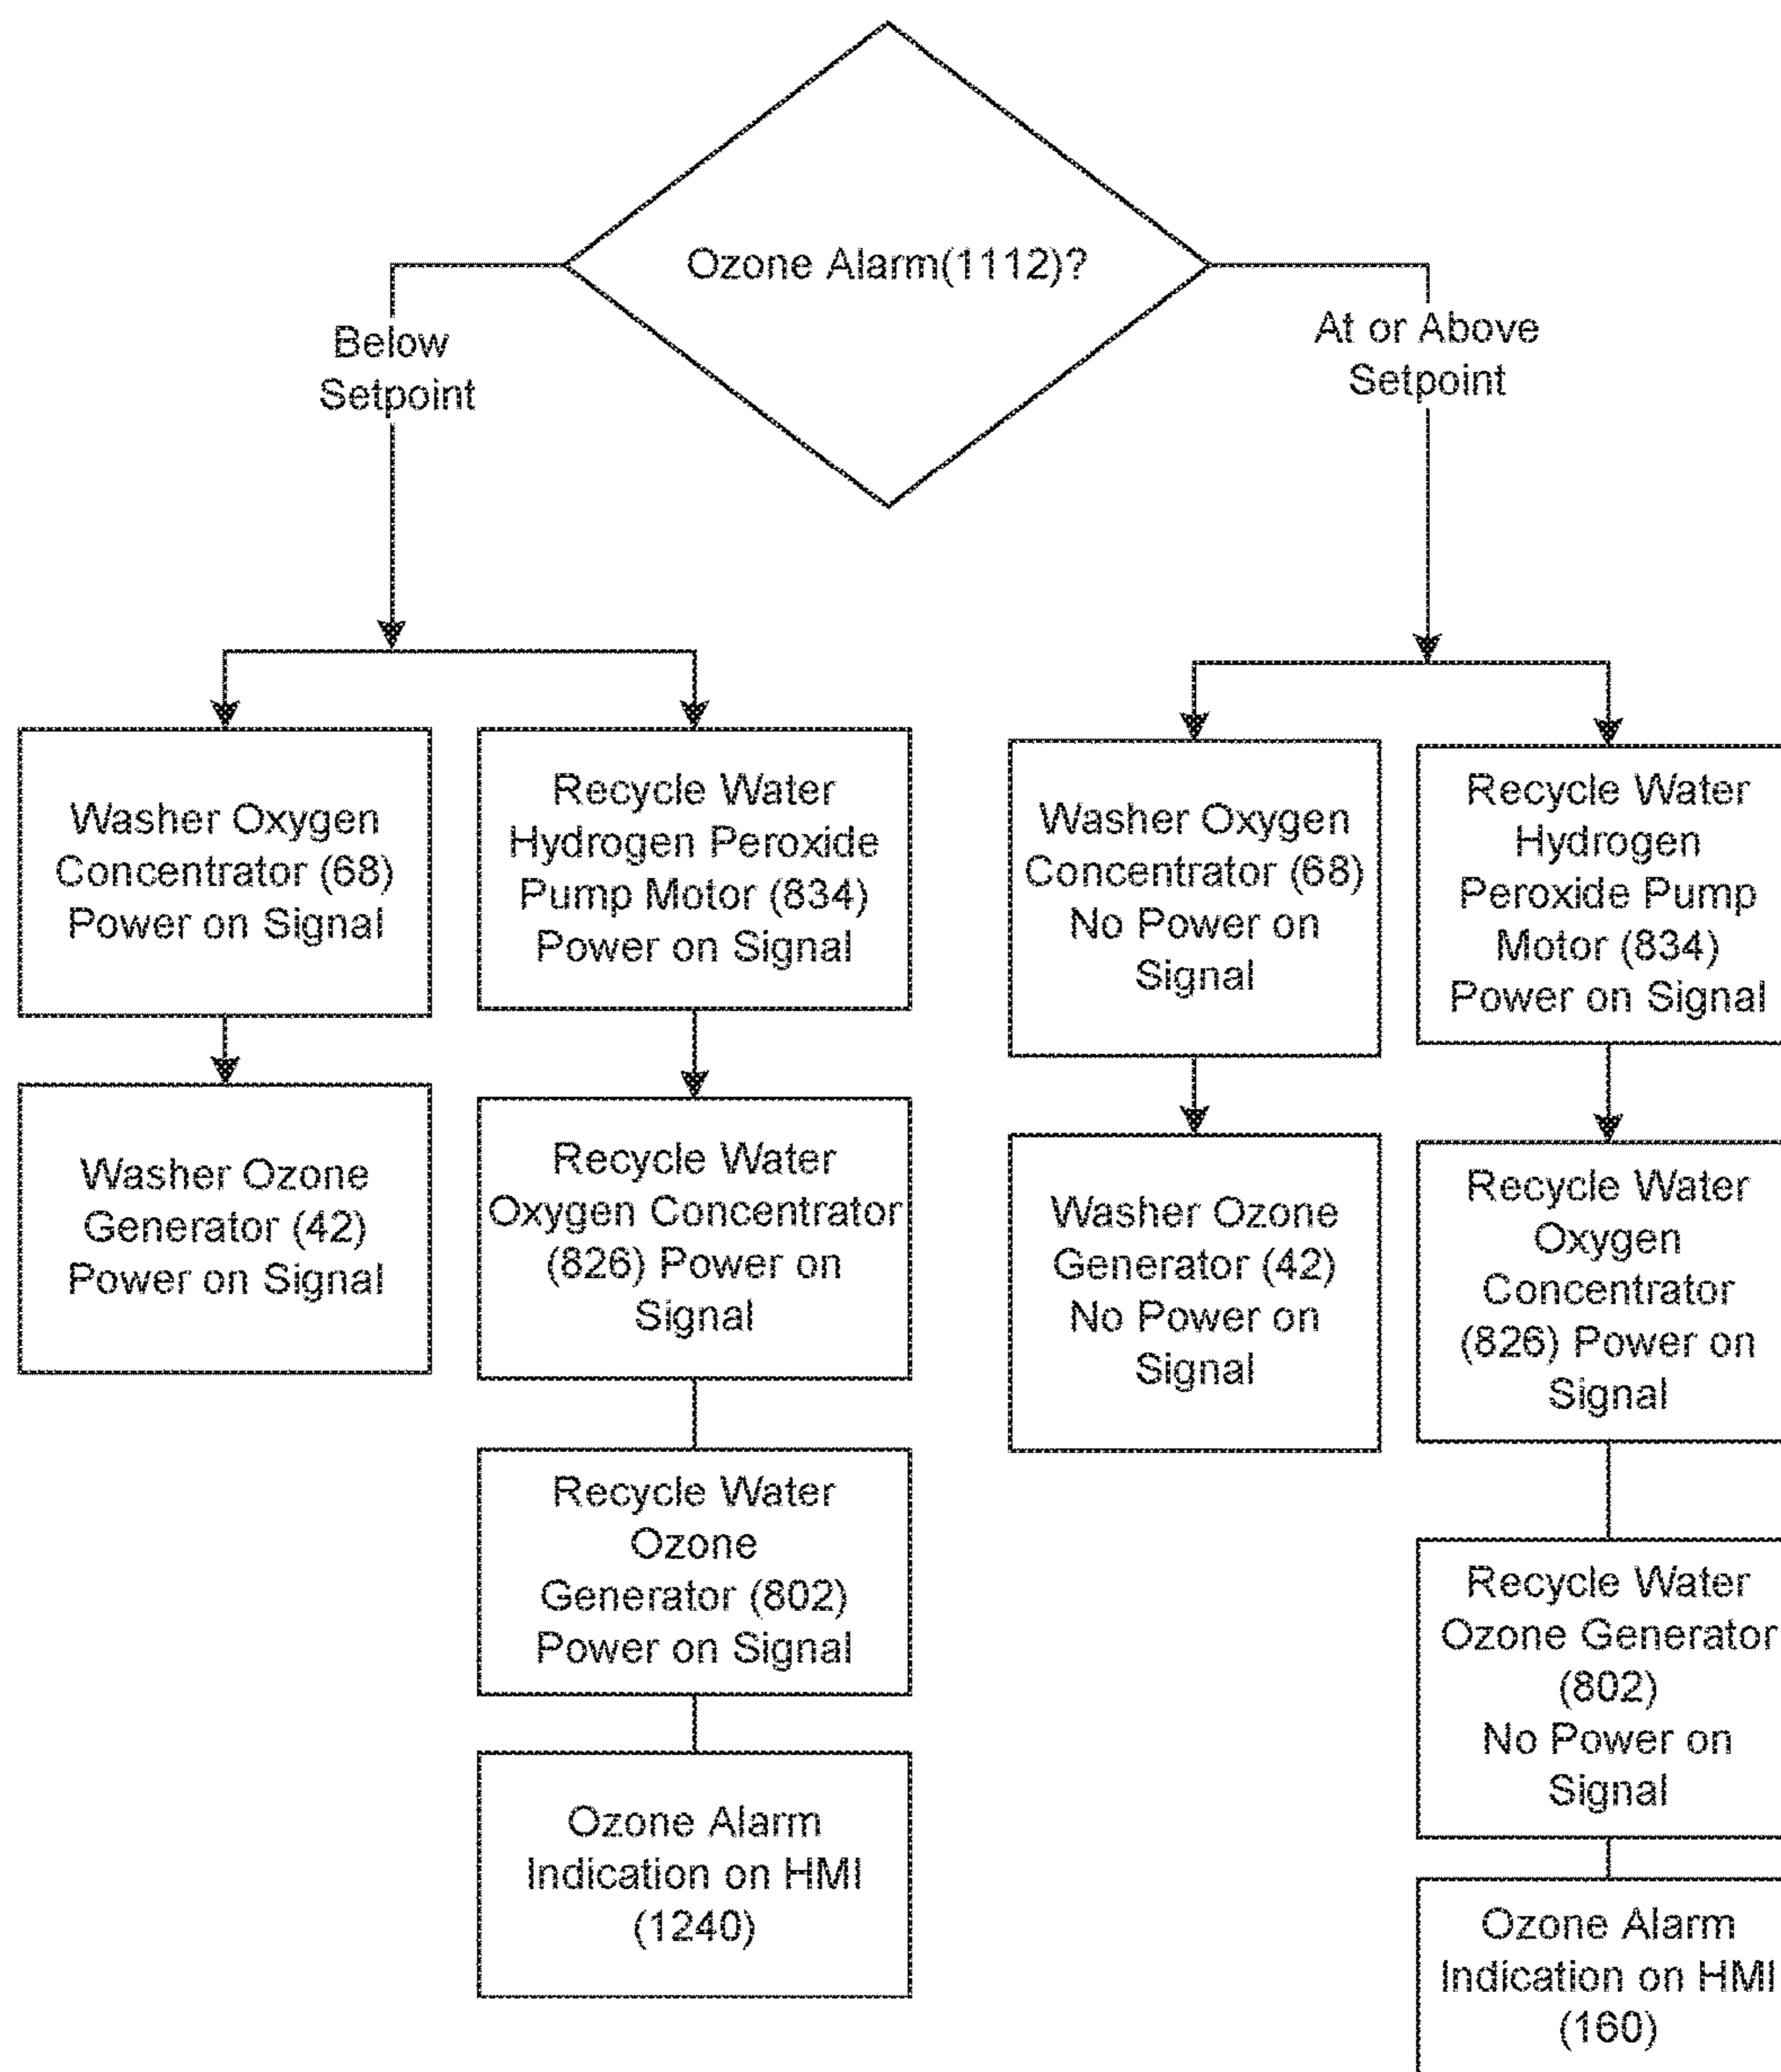 Ozone Alarm(1112)?
Below
Setpoint
At or Above
Setpoint
Washer Oxygen
Concentrator (68)
Power on Signal
Washer Ozone
Generator (42)
Power on Signal
Recycle Water
Hydrogen Peroxide
Pump Motor (834)
Power on Signal
Recycle Water
Oxygen Concentrator
(826) Power on
Signal
Recycle Water
Ozone
Generator (802)
Power on Signal
Ozone Alarm
Indication on HMI
(1240)
Washer Oxygen
Concentrator (68)
No Power on
Signal
Washer Ozone
Generator (42)
No Power on
Signal
Recycle Water
Hydrogen
Peroxide Pump
Motor (834)
Power on Signal
Recycle Water
Oxygen
Concentrator
(826) Power on
Signal
Recycle Water
Ozone Generator
(802)
No Power on
Signal
Ozone Alarm
Indication on HMI
(160)